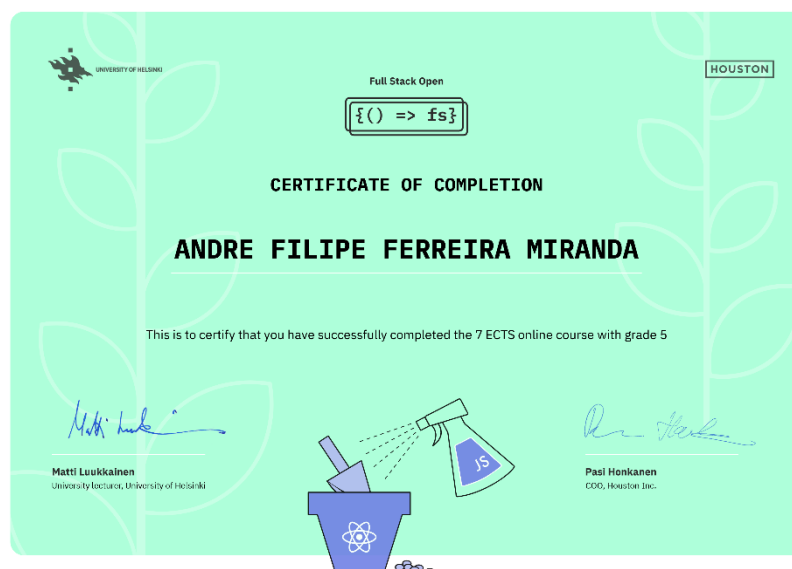 UNIVERSITY OF HELSINKI
HOUSTON
Full Stack Open
{() => fs}
CERTIFICATE OF COMPLETION
ANDRE FILIPE FERREIRA MIRANDA
This is to certify that you have successfully completed the 7 ECTS online course with grade 5
JS
Matti Luukkainen
University lecturer, University of Helsinki
Pasi Honkanen
COO, Houston Inc.